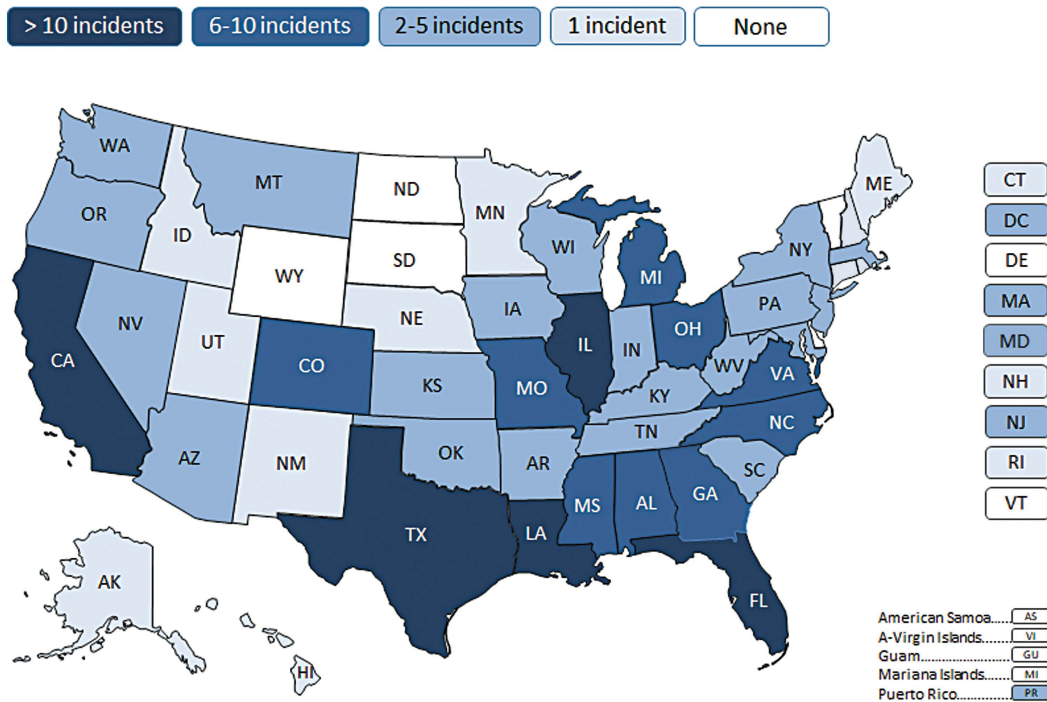 > 10 incidents 6-10 incidents 2-5 incidents 1 incident None
WA
MT
ND
MN
ME
OR
ID
SD
WI
NY
WY
MI
IA
PA
NE
NV
UT
IL
IN
OH
CA
CO
KS
MO
WV
VA
KY
NC
TN
AZ
NM
OK
AR
SC
MS
AL
GA
TX
LA
FL
AK
HI
CT
DC
DE
MA
MD
NH
NJ
RI
VT
American Samoa...... AS
A-Virgin Islands...... VI
Guam...................... GU
Mariana Islands....... MI
Puerto Rico............. PR